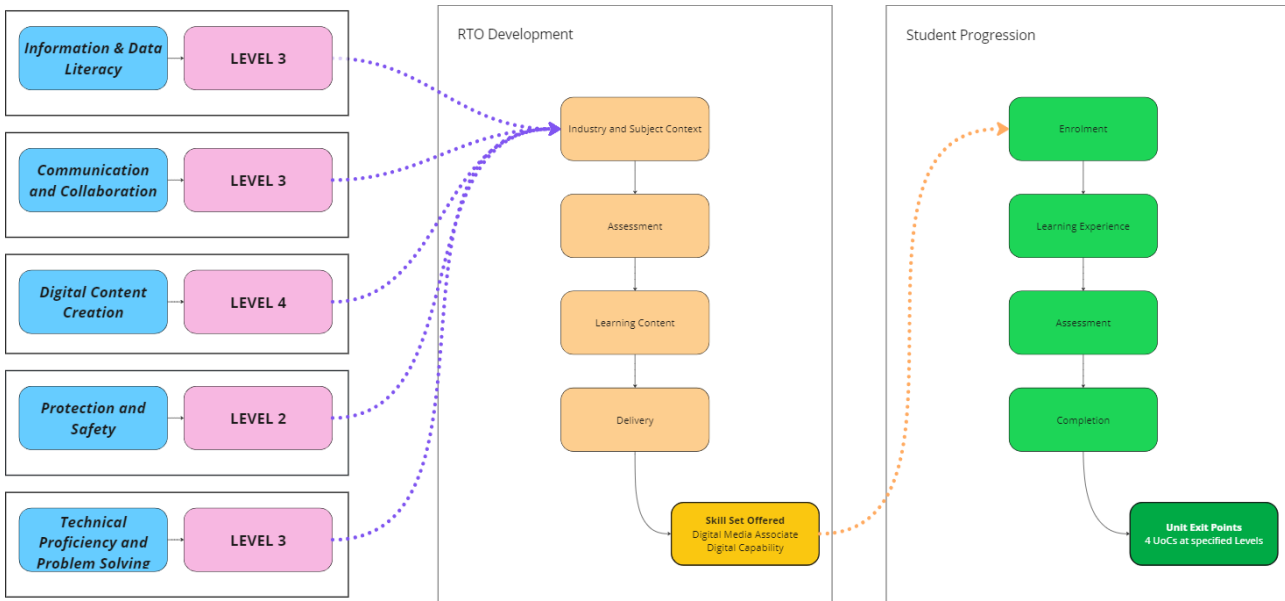 Information & Data
Literacy
LEVEL 3
Communication
and Collaboration
LEVEL 3
Digital Content
Creation
LEVEL 4
Protection and
Safety
LEVEL 2
Technical
Proficiency and
Problem Solving
LEVEL 3
RTO Development
Industry and Subject Context
Assessment
Learning Content
Delivery
Skill Set Offered
Digital Media Associate
Digital Capability
Student Progression
Enrolment
Learning Experience
Assessment
Completion
Unit Exit Points
4 UoCs at specified Levels